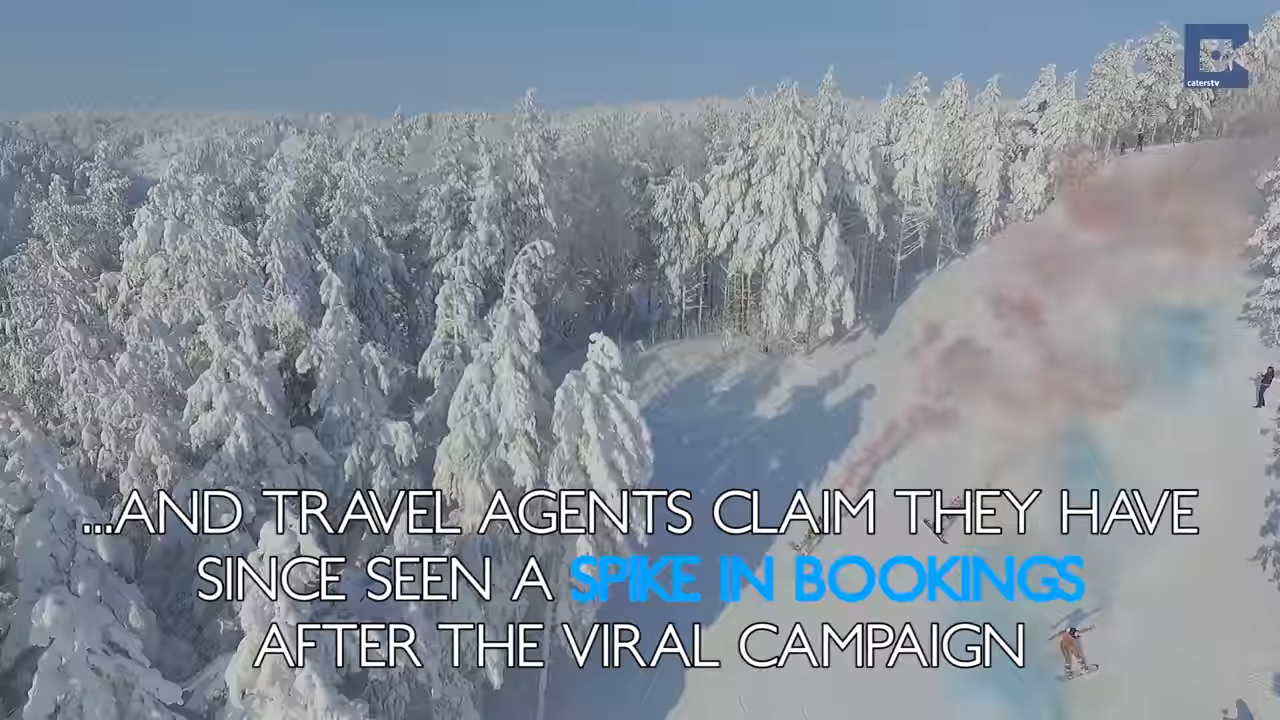 caterstv
...AND TRAVEL AGENTS CLAIM THEY HAVE
SINCE SEEN A SPIKE IN BOOKINGS
AFTER THE VIRAL CAMPAIGN